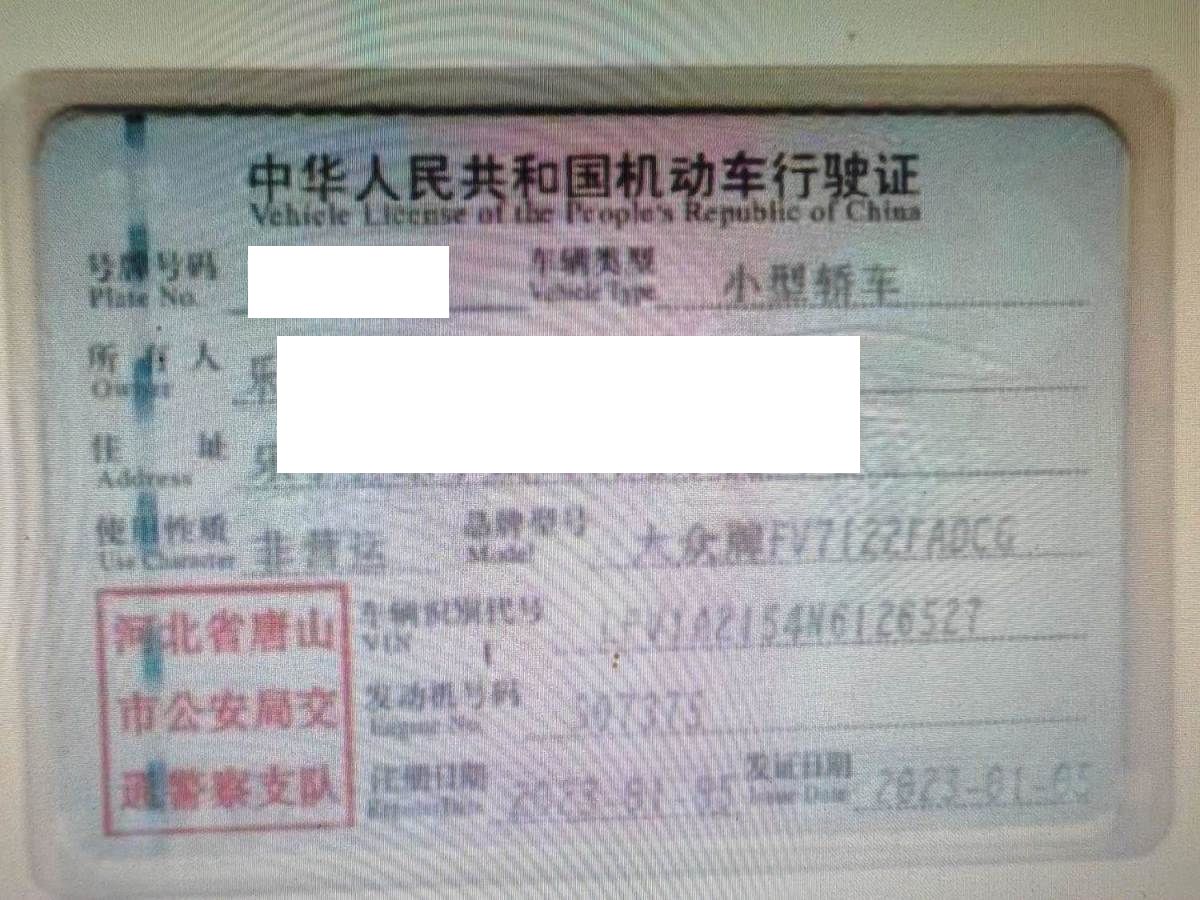 中华人民共和国机动车行驶证
Vehicle License of the People's Republic of China
号牌号码 车辆类型 小型轿车
Plate No. Vehicle Type
所有人
Owner
住址
Address
使用性质 非营运 品牌型号 大众牌FV7122FADCG
Use Character Model
车辆识别代号 LFV1A2154N6126527
VIN
发动机号码 S07375
Engine No.
注册日期 2023-01-05 发证日期 2023-01-05
Register Date Issue Date
河北省唐山
市公安局交
通警察支队